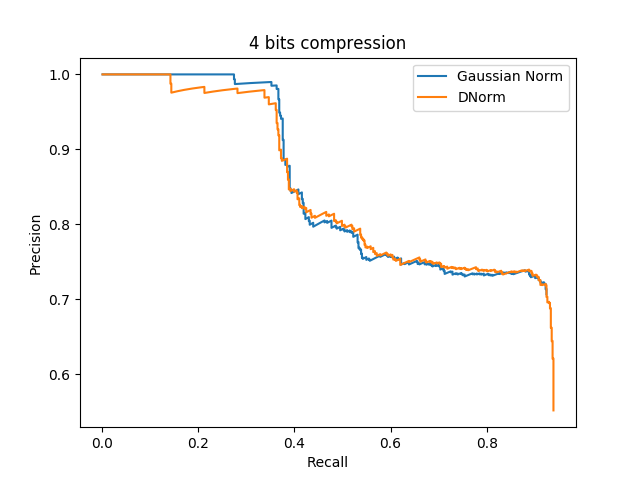 4 bits compression
Gaussian Norm
DNorm
Precision
1.0
0.9
0.8
0.7
0.6
0.0 0.2 0.4 0.6 0.8
Recall